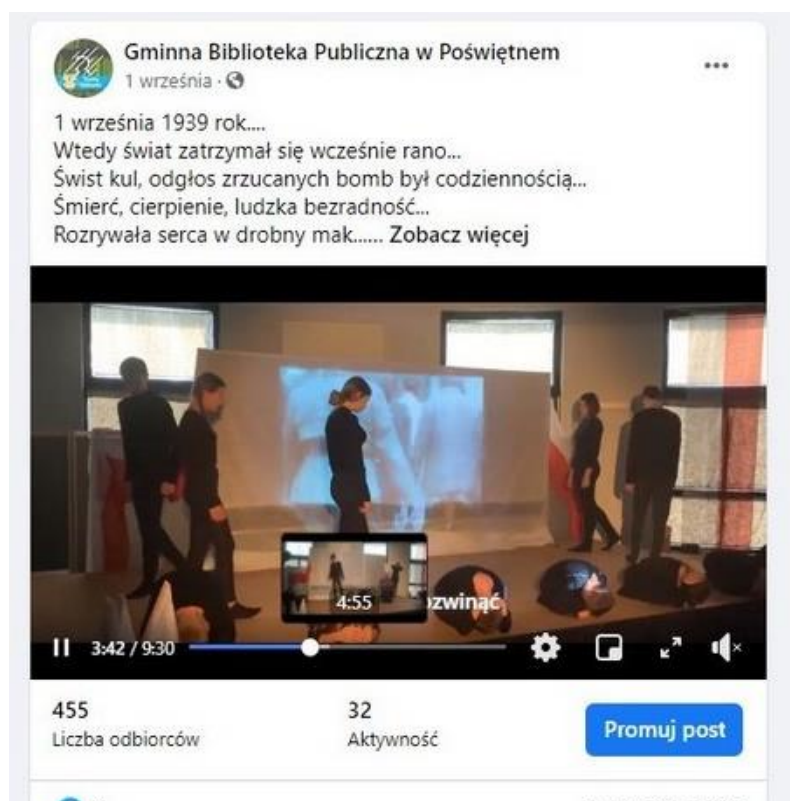 Gminna Biblioteka Publiczna w Poświętnem
1 września ·
1 września 1939 rok....
Wtedy świat zatrzymał się wcześnie rano...
Świst kul, odgłos zrzucanych bomb był codziennością...
Śmierć, cierpienie, ludzka bezradność...
Rozrywała serca w drobny mak...... Zobacz więcej
4:55
zwinąć
3:42 / 9:30
455
Liczba odbiorców
32
Aktywność
Promuj post